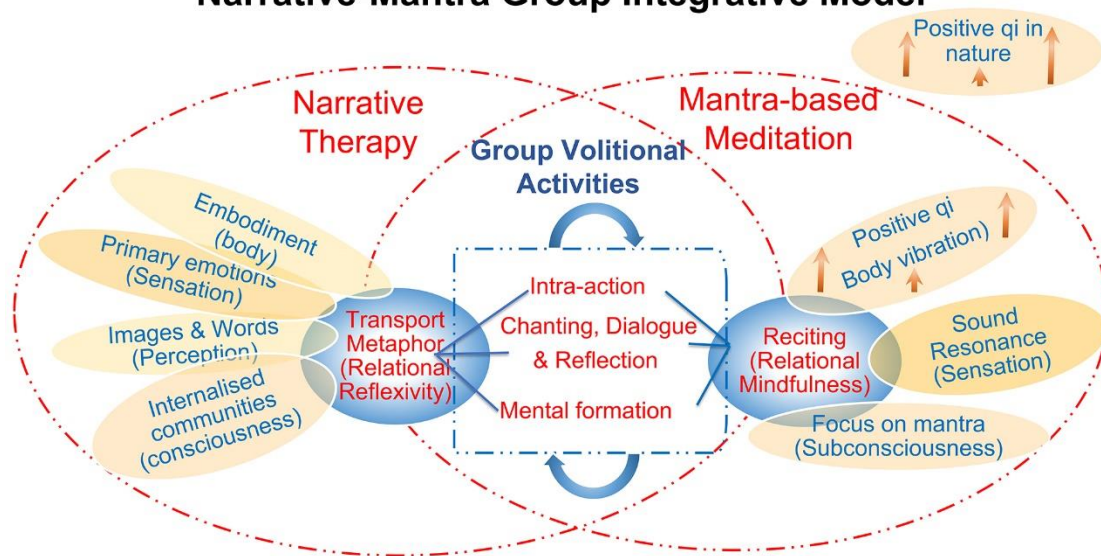 Narrative-Mantra Group Integrative Model
Positive qi in
nature
Narrative
Therapy
Mantra-based
Meditation
Group Volitional
Activities
Embodiment
(body)
Primary emotions
(Sensation)
Images & Words
(Perception)
Internalised
communities
(consciousness)
Transport
Metaphor
(Relational
Reflexivity)
Intra-action
Chanting, Dialogue
& Reflection
Mental formation
Reciting
(Relational
Mindfulness)
Positive qi
Body vibration)
Sound
Resonance
(Sensation)
Focus on mantra
(Subconsciousness)